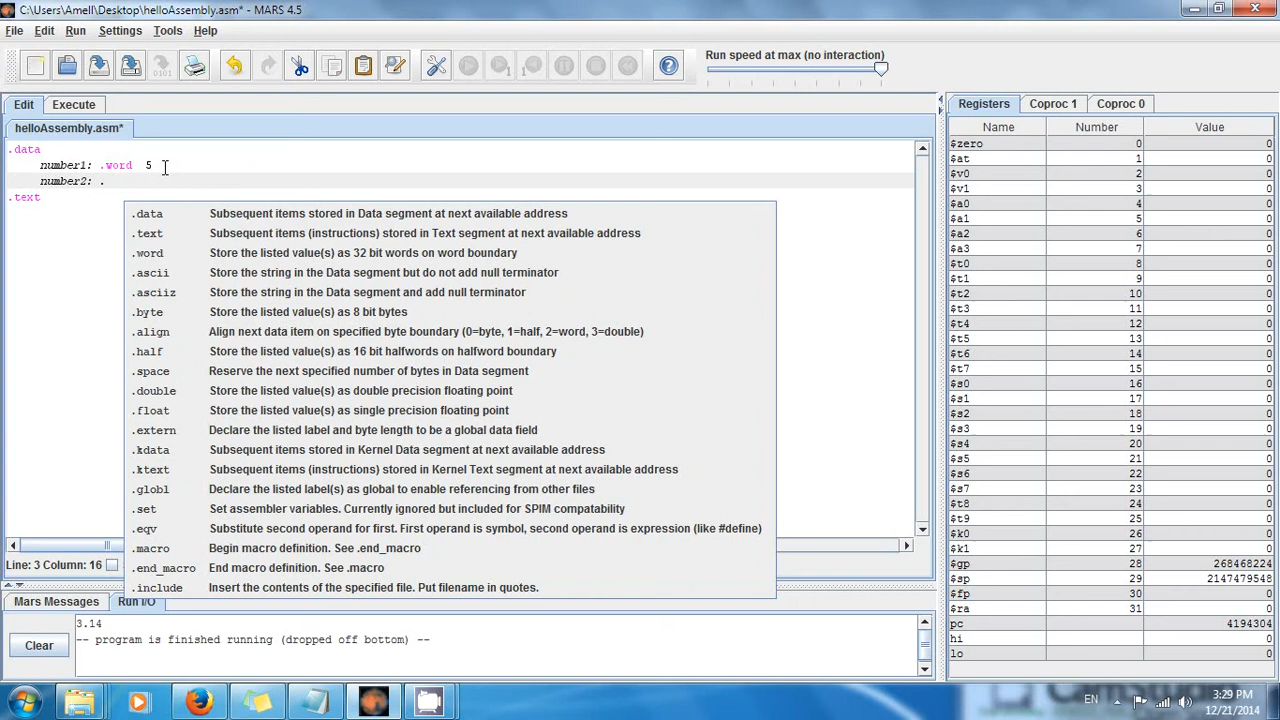 C:\Users\Amell\Desktop\helloAssembly.asm* - MARS 4.5
File Edit Run Settings Tools Help
Run speed at max (no interaction)
Edit Execute
helloAssembly.asm*
.data
number1: .word 5
number2: .
.text
.data Subsequent items stored in Data segment at next available address
.text Subsequent items (instructions) stored in Text segment at next available address
.word Store the listed value(s) as 32 bit words on word boundary
.ascii Store the string in the Data segment but do not add null terminator
.asciiz Store the string in the Data segment and add null terminator
.byte Store the listed value(s) as 8 bit bytes
.align Align next data item on specified byte boundary (0=byte, 1=half, 2=word, 3=double)
.half Store the listed value(s) as 16 bit halfwords on halfword boundary
.space Reserve the next specified number of bytes in Data segment
.double Store the listed value(s) as double precision floating point
.float Store the listed value(s) as single precision floating point
.extern Declare the listed label and byte length to be a global data field
.kdata Subsequent items stored in Kernel Data segment at next available address
.ktext Subsequent items (instructions) stored in Kernel Text segment at next available address
.globl Declare the listed label(s) as global to enable referencing from other files
.set Set assembler variables. Currently ignored but included for SPIM compatability
.eqv Substitute second operand for first. First operand is symbol, second operand is expression (like #define)
.macro Begin macro definition. See .end_macro
.end_macro End macro definition. See .macro
.include Insert the contents of the specified file. Put filename in quotes.
Line: 3 Column: 16
Mars Messages Run I/O
Clear
3.14
-- program is finished running (dropped off bottom) --
Registers Coproc 1 Coproc 0
Name Number Value
$zero 0 0
$at 1 0
$v0 2 0
$v1 3 0
$a0 4 0
$a1 5 0
$a2 6 0
$a3 7 0
$t0 8 0
$t1 9 0
$t2 10 0
$t3 11 0
$t4 12 0
$t5 13 0
$t6 14 0
$t7 15 0
$s0 16 0
$s1 17 0
$s2 18 0
$s3 19 0
$s4 20 0
$s5 21 0
$s6 22 0
$s7 23 0
$t8 24 0
$t9 25 0
$k0 26 0
$k1 27 0
$gp 28 268468224
$sp 29 2147479548
$fp 30 0
$ra 31 0
pc 4194304
hi 0
lo 0
EN
3:29 PM
12/21/2014